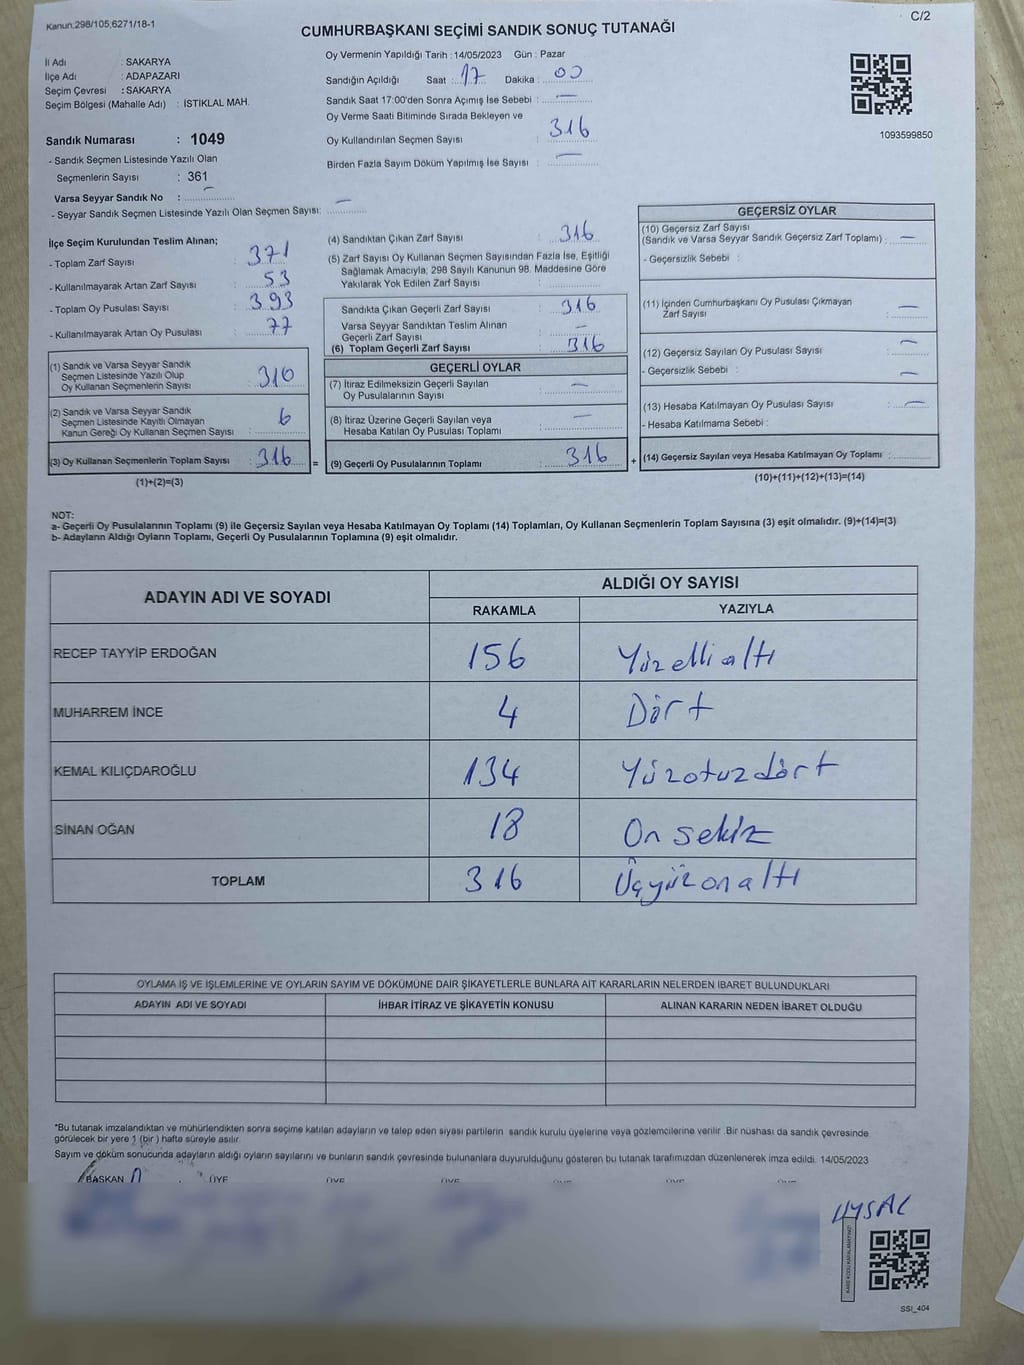 Kanun:298/105,6271/18-1
C/2
CUMHURBAŞKANI SEÇİMİ SANDIK SONUÇ TUTANAĞI
İl Adı : SAKARYA
İlçe Adı : ADAPAZARI
Seçim Çevresi : SAKARYA
Seçim Bölgesi (Mahalle Adı) : İSTİKLAL MAH.
Sandık Numarası : 1049
- Sandık Seçmen Listesinde Yazılı Olan
Seçmenlerin Sayısı : 361
Varsa Seyyar Sandık No : —
- Seyyar Sandık Seçmen Listesinde Yazılı Olan Seçmen Sayısı: —
Oy Vermenin Yapıldığı Tarih : 14/05/2023 Gün : Pazar
Sandığın Açıldığı Saat : 17 Dakika : 00
Sandık Saat 17:00'den Sonra Açımış İse Sebebi : —
Oy Verme Saati Bitiminde Sırada Bekleyen ve
Oy Kullandırılan Seçmen Sayısı : 316
Birden Fazla Sayım Döküm Yapılmış İse Sayısı : —
1093599850
İlçe Seçim Kurulundan Teslim Alınan;
- Toplam Zarf Sayısı : 371
- Kullanılmayarak Artan Zarf Sayısı : 53
- Toplam Oy Pusulası Sayısı : 393
- Kullanılmayarak Artan Oy Pusulası : 77
(1) Sandık ve Varsa Seyyar Sandık
Seçmen Listesinde Yazılı Olup
Oy Kullanan Seçmenlerin Sayısı : 310
(2) Sandık ve Varsa Seyyar Sandık
Seçmen Listesinde Kayıtlı Olmayan
Kanun Gereği Oy Kullanan Seçmen Sayısı : 6
(3) Oy Kullanan Seçmenlerin Toplam Sayısı : 316
(1)+(2)=(3)
=
(4) Sandıktan Çıkan Zarf Sayısı : 316
(5) Zarf Sayısı Oy Kullanan Seçmen Sayısından Fazla İse, Eşitliği
Sağlamak Amacıyla, 298 Sayılı Kanunun 98. Maddesine Göre
Yakılarak Yok Edilen Zarf Sayısı :
Sandıkta Çıkan Geçerli Zarf Sayısı : 316
Varsa Seyyar Sandıktan Teslim Alınan
Geçerli Zarf Sayısı : —
(6) Toplam Geçerli Zarf Sayısı : 316
GEÇERLİ OYLAR
(7) İtiraz Edilmeksizin Geçerli Sayılan
Oy Pusulalarının Sayısı : —
(8) İtiraz Üzerine Geçerli Sayılan veya
Hesaba Katılan Oy Pusulası Toplamı : —
(9) Geçerli Oy Pusulalarının Toplamı : 316
+
GEÇERSİZ OYLAR
(10) Geçersiz Zarf Sayısı
(Sandık ve Varsa Seyyar Sandık Geçersiz Zarf Toplamı) : —
- Geçersizlik Sebebi :
(11) İçinden Cumhurbaşkanı Oy Pusulası Çıkmayan
Zarf Sayısı : —
(12) Geçersiz Sayılan Oy Pusulası Sayısı : —
- Geçersizlik Sebebi : —
(13) Hesaba Katılmayan Oy Pusulası Sayısı : —
- Hesaba Katılmama Sebebi :
(14) Geçersiz Sayılan veya Hesaba Katılmayan Oy Toplamı :
(10)+(11)+(12)+(13)=(14)
NOT:
a- Geçerli Oy Pusulalarının Toplamı (9) ile Geçersiz Sayılan veya Hesaba Katılmayan Oy Toplamı (14) Toplamları, Oy Kullanan Seçmenlerin Toplam Sayısına (3) eşit olmalıdır. (9)+(14)=(3)
b- Adayların Aldığı Oyların Toplamı, Geçerli Oy Pusulalarının Toplamına (9) eşit olmalıdır.
ADAYIN ADI VE SOYADI
ALDIĞI OY SAYISI
RAKAMLA YAZIYLA
RECEP TAYYİP ERDOĞAN 156 Yüzellialtı
MUHARREM İNCE 4 Dört
KEMAL KILIÇDAROĞLU 134 Yüzotuzdört
SİNAN OĞAN 18 On sekiz
TOPLAM 316 Üçyüzonaltı
OYLAMA İŞ VE İŞLEMLERİNE VE OYLARIN SAYIM VE DÖKÜMÜNE DAİR ŞİKAYETLERLE BUNLARA AİT KARARLARIN NELERDEN İBARET BULUNDUKLARI
ADAYIN ADI VE SOYADI İHBAR İTİRAZ VE ŞİKAYETİN KONUSU ALINAN KARARIN NEDEN İBARET OLDUĞU
*Bu tutanak imzalandıktan ve mühürlendikten sonra seçime katılan adayların ve talep eden siyasi partilerin sandık kurulu üyelerine veya gözlemcilerine verilir. Bir nüshası da sandık çevresinde
görülecek bir yere 1 (bir) hafta süreyle asılır.
Sayım ve döküm sonucunda adayların aldığı oyların sayılarını ve bunların sandık çevresinde bulunanlara duyurulduğunu gösteren bu tutanak tarafımızdan düzenlenerek imza edildi. 14/05/2023
BAŞKAN ÜYE ÜYE ÜYE ÜYE ÜYE ÜYE
UYSAL
SSI_404